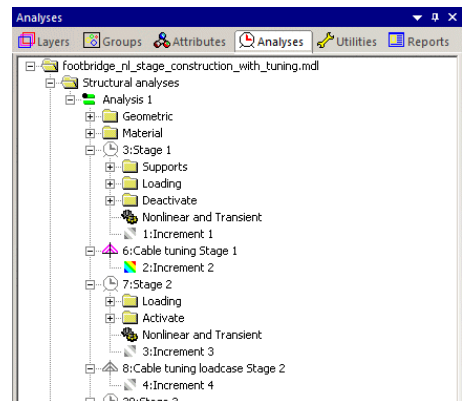 Analyses
Layers Groups Attributes Analyses Utilities Reports
footbridge_nl_stage_construction_with_tuning.mdl
Structural analyses
Analysis 1
Geometric
Material
3:Stage 1
Supports
Loading
Deactivate
Nonlinear and Transient
1:Increment 1
6:Cable tuning Stage 1
2:Increment 2
7:Stage 2
Loading
Activate
Nonlinear and Transient
3:Increment 3
8:Cable tuning loadcase Stage 2
4:Increment 4